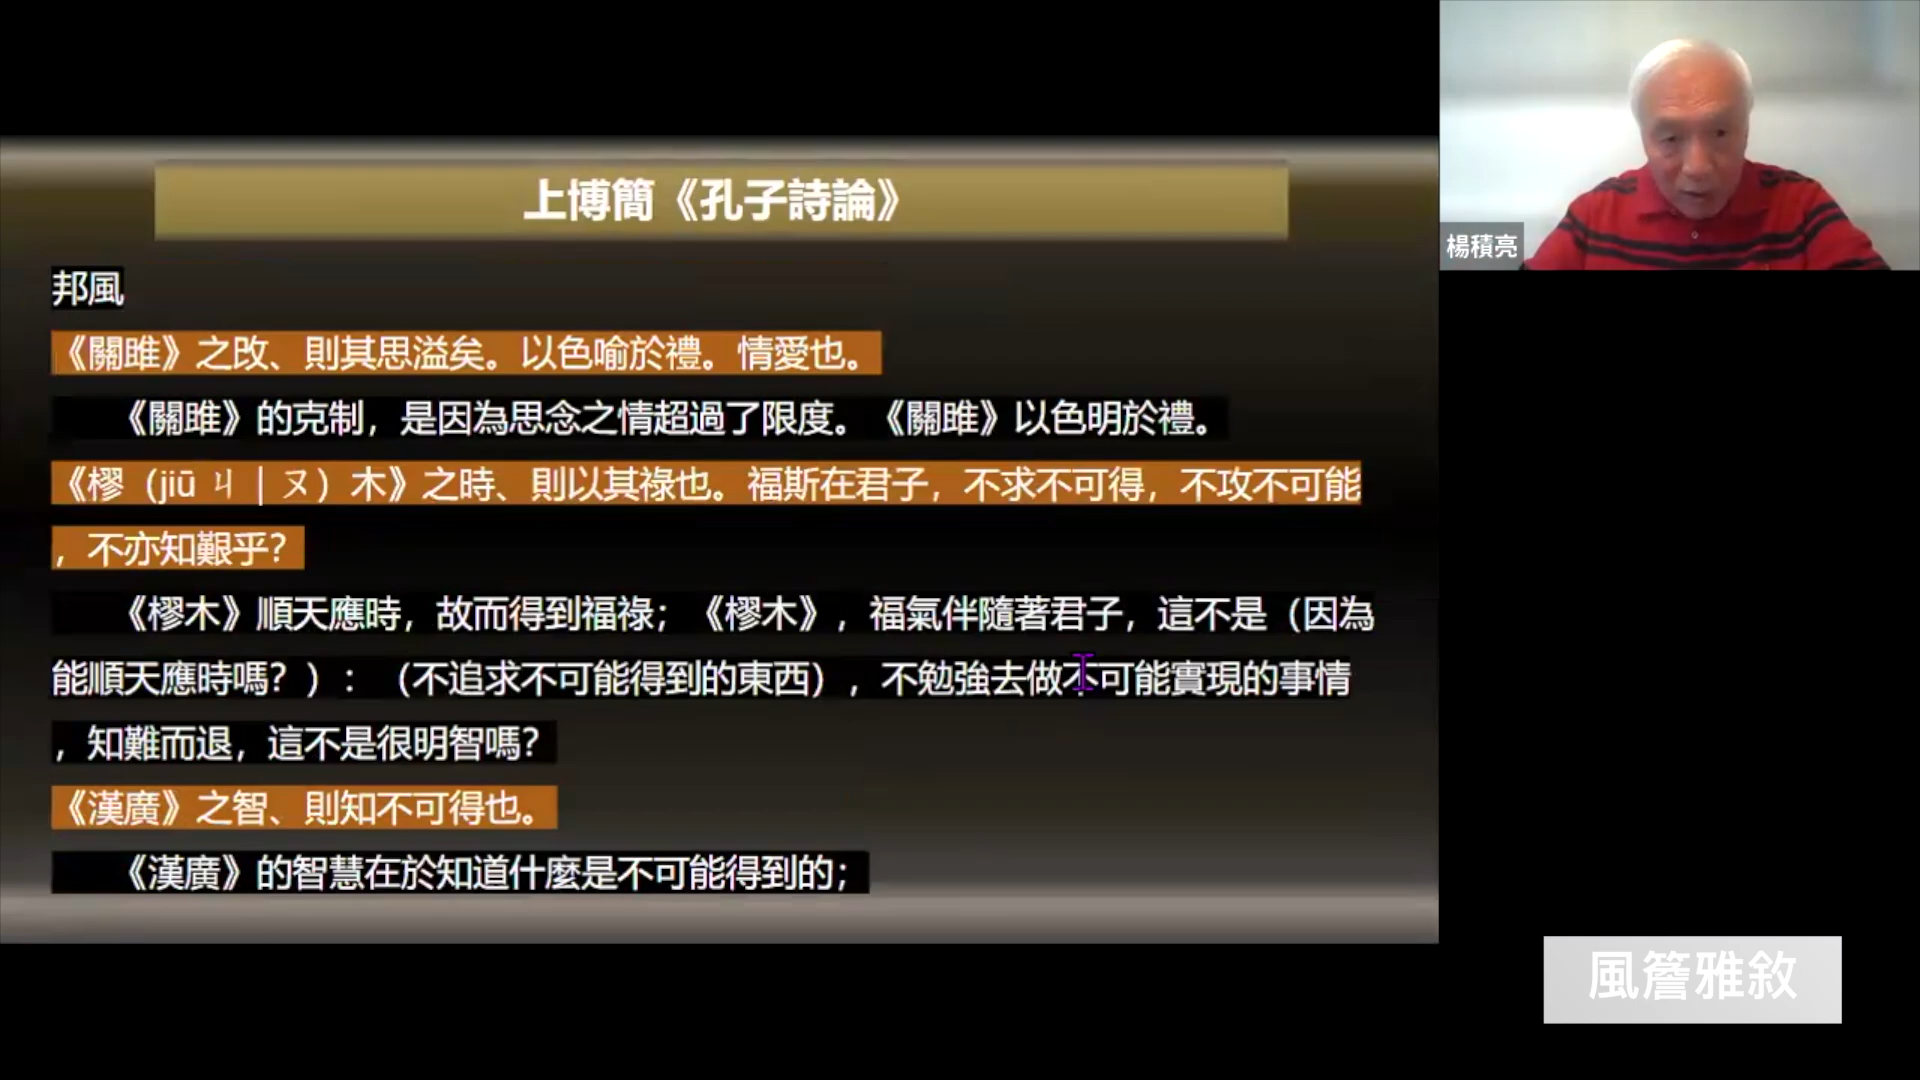 上博簡《孔子詩論》
邦風
《關雎》之改、則其思溢矣。以色喻於禮。情愛也。
《關雎》的克制，是因為思念之情超過了限度。《關雎》以色明於禮。
《樛（jiū ㄐ｜ㄡ）木》之時、則以其祿也。福斯在君子，不求不可得，不攻不可能
，不亦知艱乎？
《樛木》順天應時，故而得到福祿；《樛木》，福氣伴隨著君子，這不是（因為
能順天應時嗎？）：（不追求不可能得到的東西），不勉強去做不可能實現的事情
，知難而退，這不是很明智嗎？
《漢廣》之智、則知不可得也。
《漢廣》的智慧在於知道什麼是不可能得到的；
楊積亮
風簷雅敘